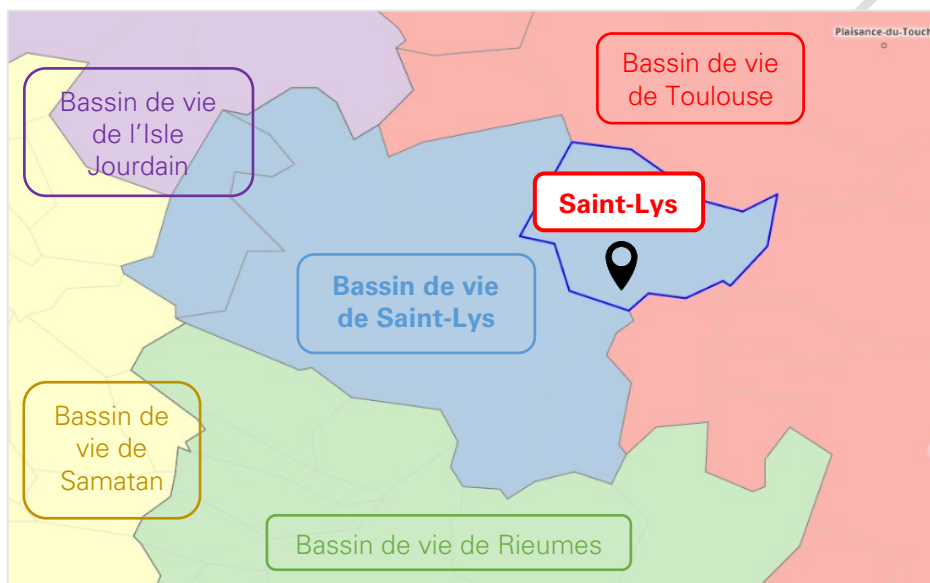 Plaisance-du-Touch
Bassin de vie
de Toulouse
Bassin de vie
de l'Isle
Jourdain
Saint-Lys
Bassin de vie
de Saint-Lys
Bassin de
vie de
Samatan
Bassin de vie de Rieumes